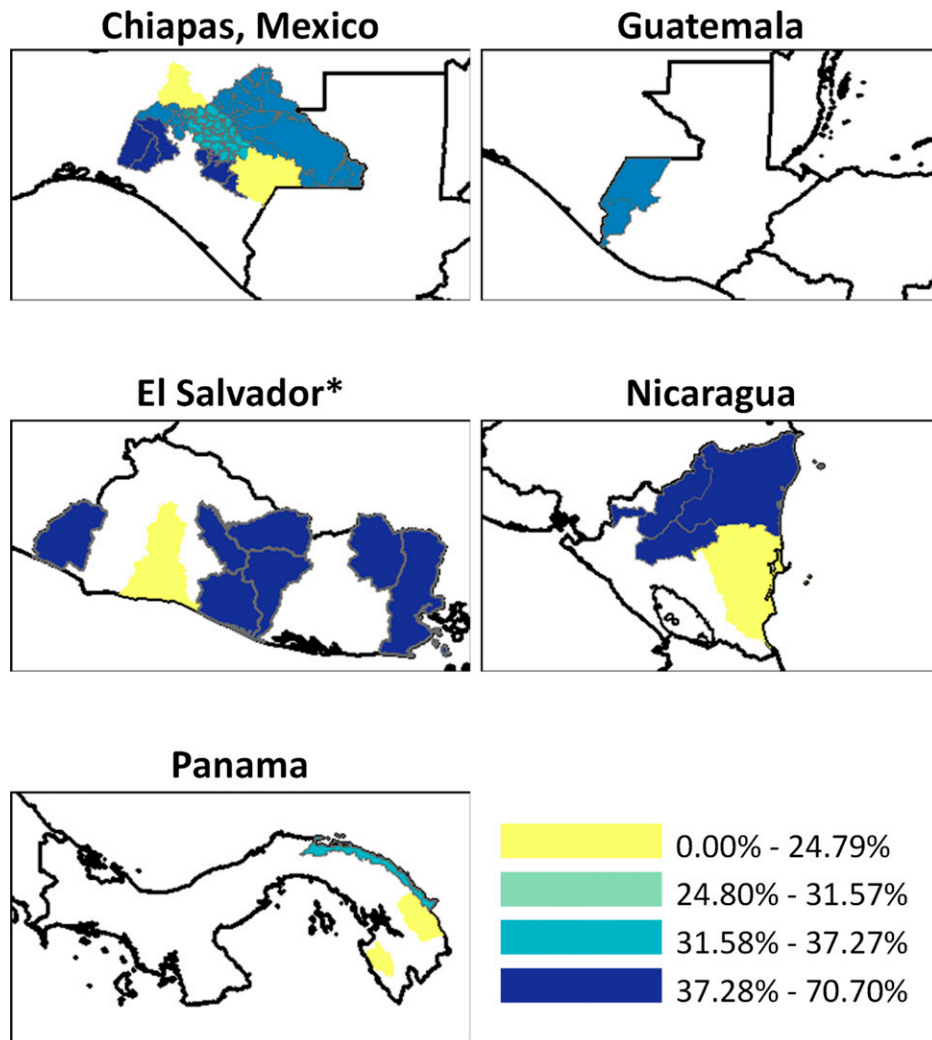 Chiapas, Mexico
Guatemala
El Salvador*
Nicaragua
Panama
0.00% - 24.79%
24.80% - 31.57%
31.58% - 37.27%
37.28% - 70.70%